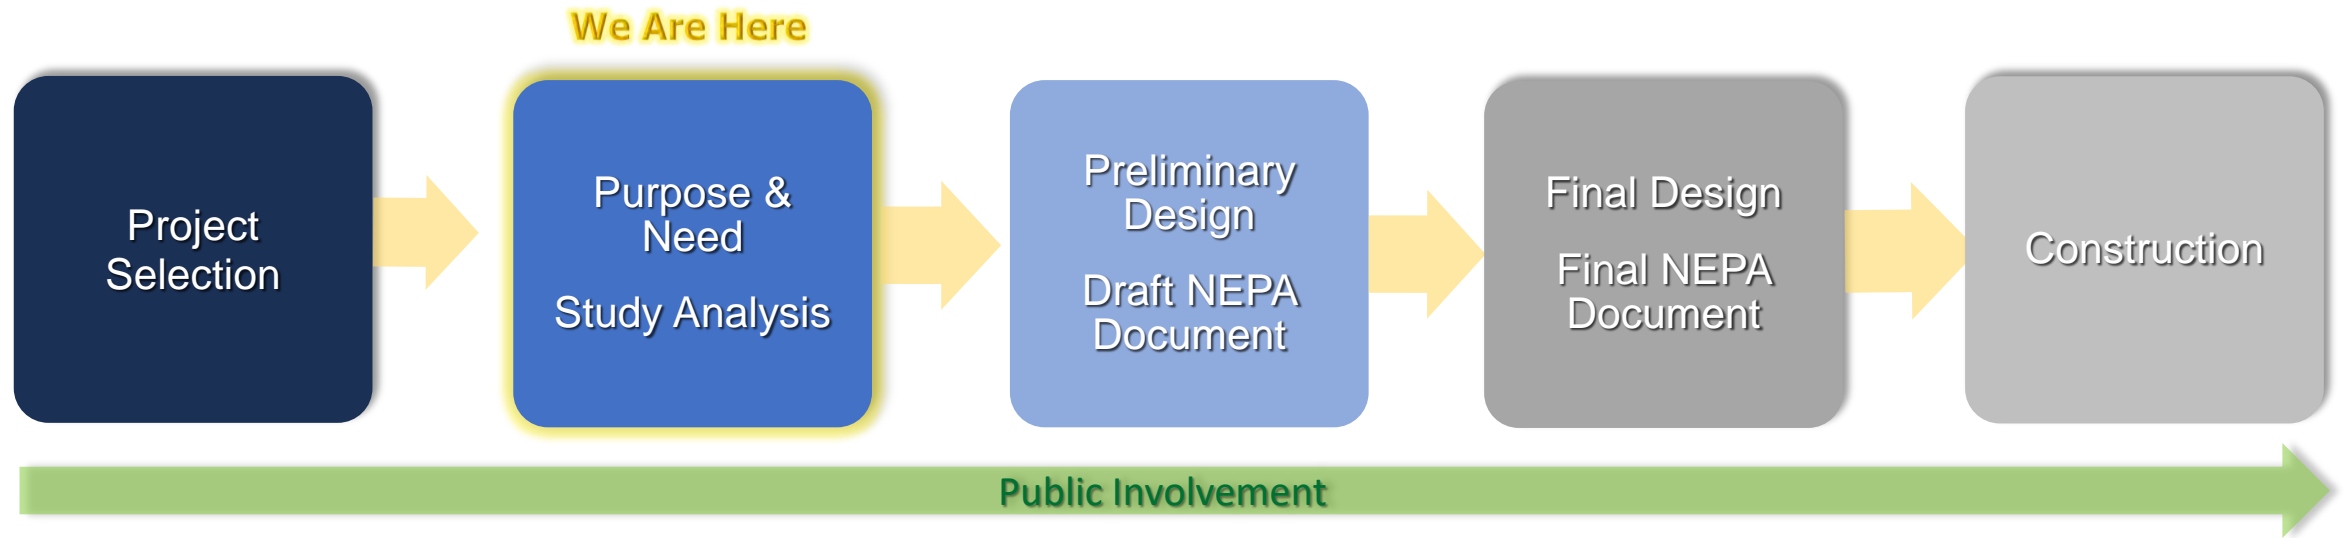 We Are Here
Project
Selection
Purpose &
Need
Study Analysis
Preliminary
Design
Draft NEPA
Document
Final Design
Final NEPA
Document
Construction
Public Involvement